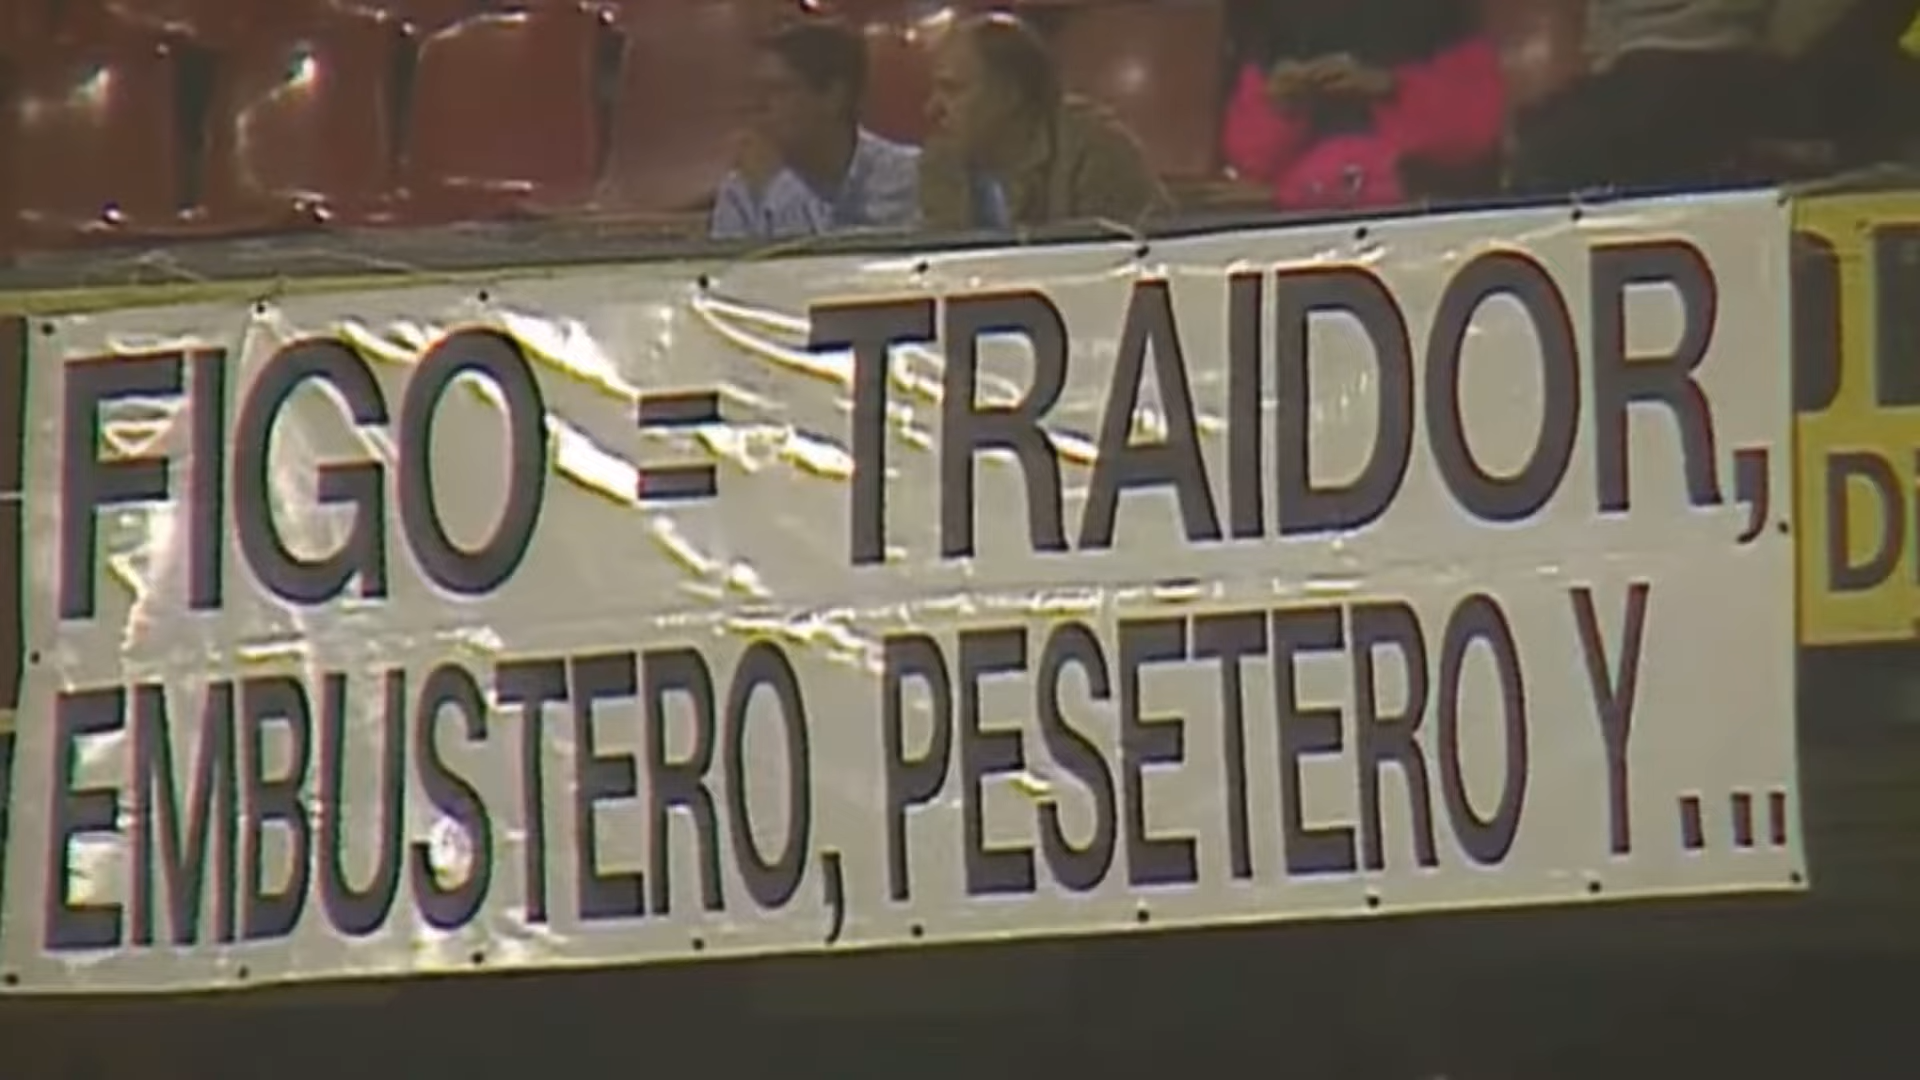 FIGO = TRAIDOR,
EMBUSTERO, PESETERO Y...